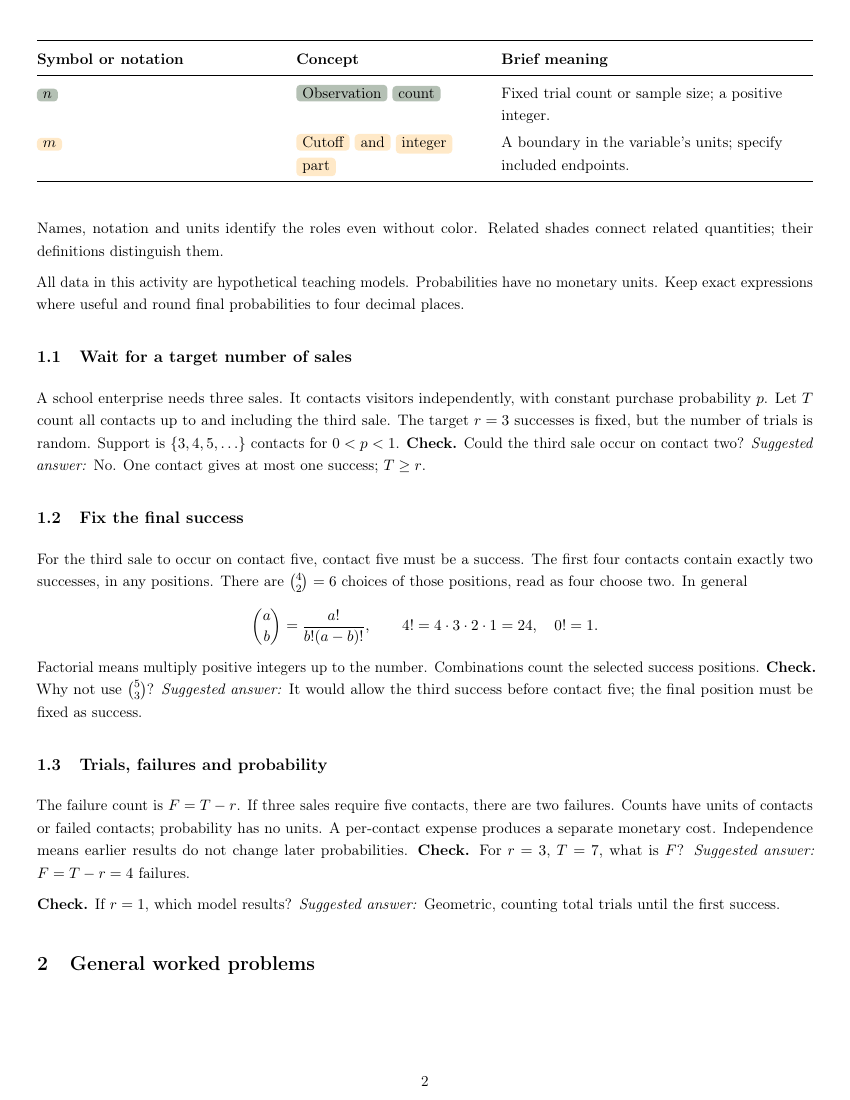 Symbol or notation Concept Brief meaning
n Observation count Fixed trial count or sample size; a positive
integer.
m Cutoff and integer A boundary in the variable's units; specify
part included endpoints.
Names, notation and units identify the roles even without color. Related shades connect related quantities; their
definitions distinguish them.
All data in this activity are hypothetical teaching models. Probabilities have no monetary units. Keep exact expressions
where useful and round final probabilities to four decimal places.
1.1 Wait for a target number of sales
A school enterprise needs three sales. It contacts visitors independently, with constant purchase probability p. Let T
count all contacts up to and including the third sale. The target r = 3 successes is fixed, but the number of trials is
random. Support is {3, 4, 5, . . .} contacts for 0 < p < 1. Check. Could the third sale occur on contact two? Suggested
answer: No. One contact gives at most one success; T ≥ r.
1.2 Fix the final success
For the third sale to occur on contact five, contact five must be a success. The first four contacts contain exactly two
successes, in any positions. There are (4 2) = 6 choices of those positions, read as four choose two. In general
(a b) = a! / b!(a − b)!, 4! = 4 · 3 · 2 · 1 = 24, 0! = 1.
Factorial means multiply positive integers up to the number. Combinations count the selected success positions. Check.
Why not use (5 3)? Suggested answer: It would allow the third success before contact five; the final position must be
fixed as success.
1.3 Trials, failures and probability
The failure count is F = T − r. If three sales require five contacts, there are two failures. Counts have units of contacts
or failed contacts; probability has no units. A per-contact expense produces a separate monetary cost. Independence
means earlier results do not change later probabilities. Check. For r = 3, T = 7, what is F? Suggested answer:
F = T − r = 4 failures.
Check. If r = 1, which model results? Suggested answer: Geometric, counting total trials until the first success.
2 General worked problems
2